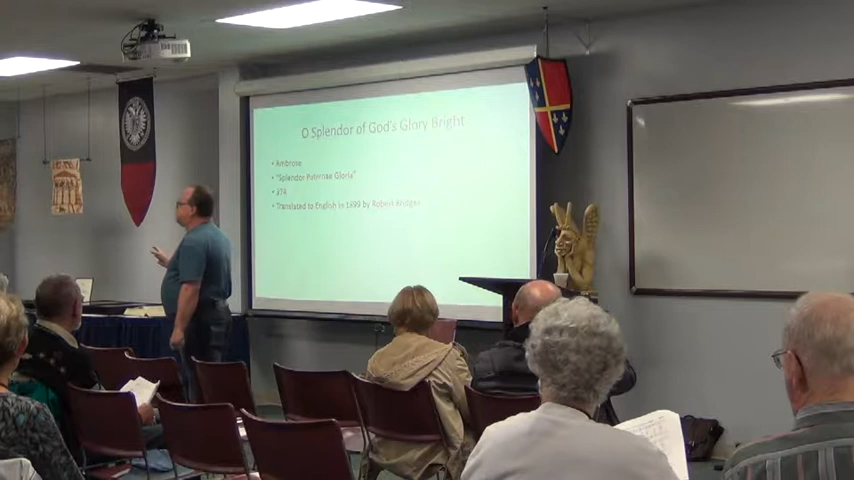 O Splendor of God's Glory Bright
• Ambrose
• "Splendor Paternae Gloria"
• 374
• Translated to English in 1899 by Robert Bridges